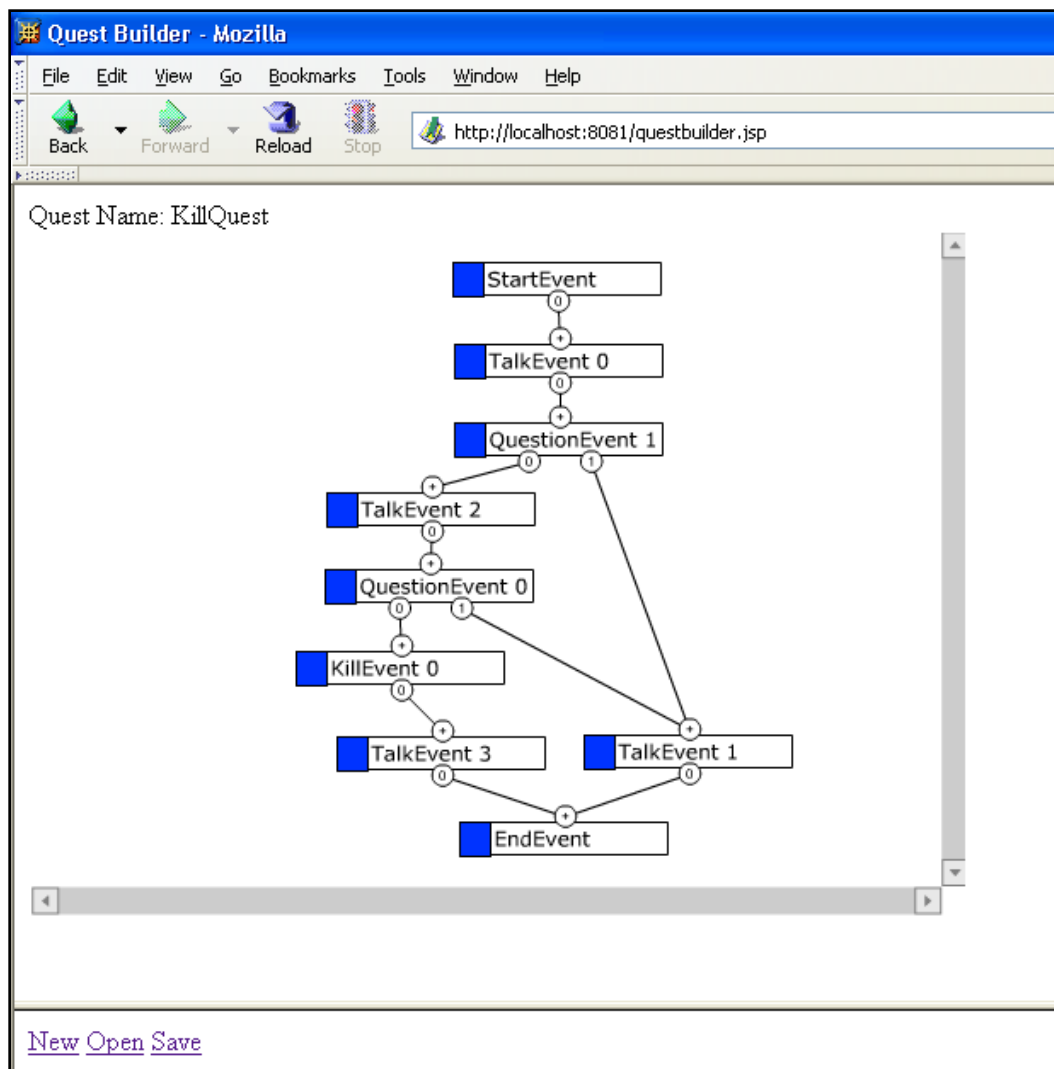 Quest Builder - Mozilla
File Edit View Go Bookmarks Tools Window Help
Back Forward Reload Stop http://localhost:8081/questbuilder.jsp
Quest Name: KillQuest
StartEvent
0
+
TalkEvent 0
0
+
QuestionEvent 1
0 1
+
TalkEvent 2
0
+
QuestionEvent 0
0 1
+
KillEvent 0
0
+ +
TalkEvent 3 TalkEvent 1
0 0
+
EndEvent
New Open Save